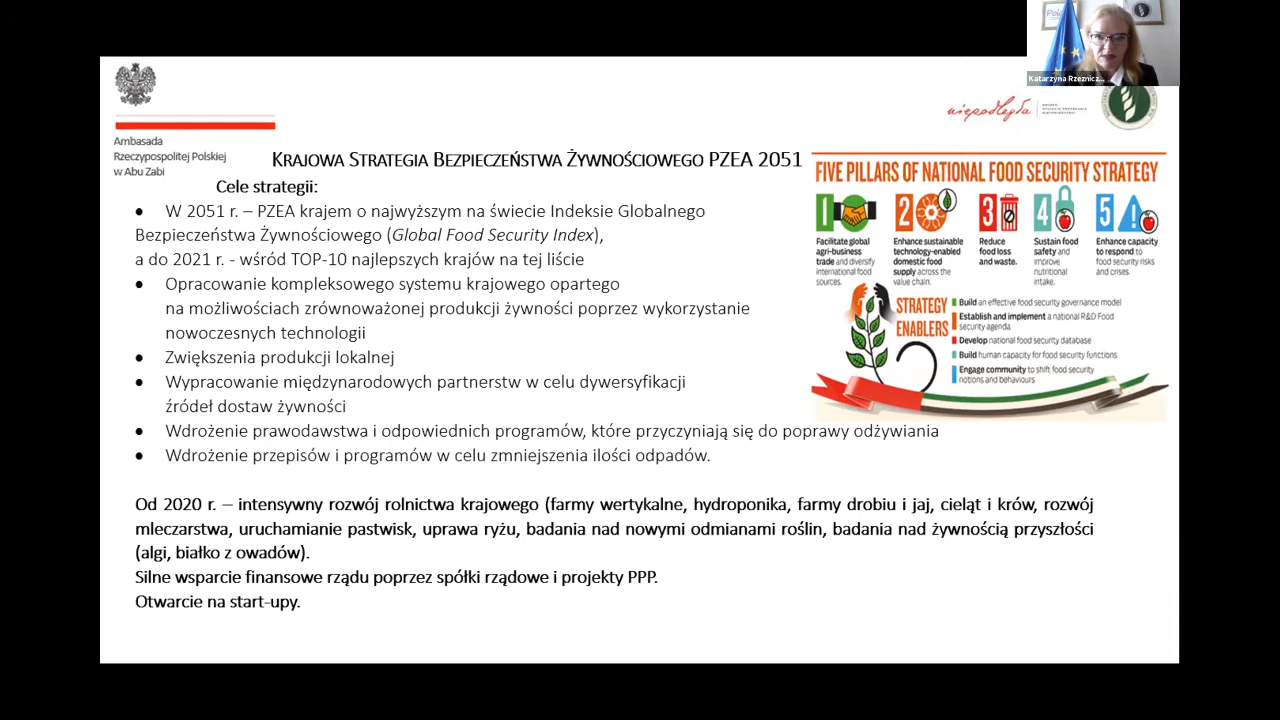 Pola
Katarzyna Rzeznicz...
niepodległa
Ambasada
Rzeczypospolitej Polskiej
w Abu Zabi
KRAJOWA STRATEGIA BEZPIECZEŃSTWA ŻYWNOŚCIOWEGO PZEA 2051
Cele strategii:
● W 2051 r. – PZEA krajem o najwyższym na świecie Indeksie Globalnego
Bezpieczeństwa Żywnościowego (Global Food Security Index),
a do 2021 r. - wśród TOP-10 najlepszych krajów na tej liście
● Opracowanie kompleksowego systemu krajowego opartego
na możliwościach zrównoważonej produkcji żywności poprzez wykorzystanie
nowoczesnych technologii
● Zwiększenia produkcji lokalnej
● Wypracowanie międzynarodowych partnerstw w celu dywersyfikacji
źródeł dostaw żywności
● Wdrożenie prawodawstwa i odpowiednich programów, które przyczyniają się do poprawy odżywiania
● Wdrożenie przepisów i programów w celu zmniejszenia ilości odpadów.
FIVE PILLARS OF NATIONAL FOOD SECURITY STRATEGY
1
Facilitate global
agri-business
trade and diversify
international food
sources.
2
Enhance sustainable
technology-enabled
domestic food
supply across the
value chain.
3
Reduce
food loss
and waste.
4
Sustain food
safety and
improve
nutritional
intake.
5
Enhance capacity
to respond to
food security risks
and crises.
STRATEGY
ENABLERS
Build an effective food security governance model
Establish and implement a national R&D Food
security agenda
Develop national food security database
Build human capacity for food security functions
Engage community to shift food security
notions and behaviours
Od 2020 r. – intensywny rozwój rolnictwa krajowego (farmy wertykalne, hydroponika, farmy drobiu i jaj, cieląt i krów, rozwój
mleczarstwa, uruchamianie pastwisk, uprawa ryżu, badania nad nowymi odmianami roślin, badania nad żywnością przyszłości
(algi, białko z owadów).
Silne wsparcie finansowe rządu poprzez spółki rządowe i projekty PPP.
Otwarcie na start-upy.